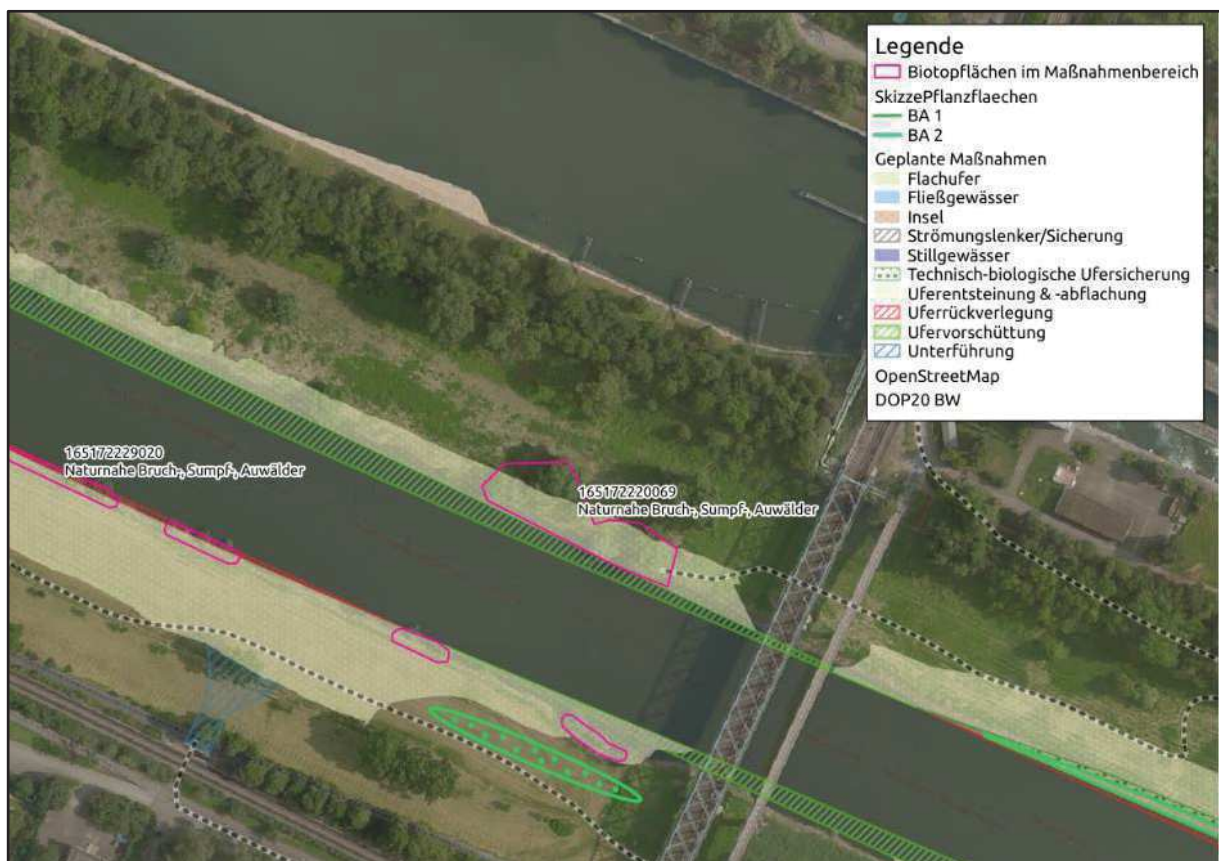 Legende
Biotopflächen im Maßnahmenbereich
SkizzePflanzflaechen
BA 1
BA 2
Geplante Maßnahmen
Flachufer
Fließgewässer
Insel
Strömungslenker/Sicherung
Stillgewässer
Technisch-biologische Ufersicherung
Uferentsteinung & -abflachung
Uferrückverlegung
Ufervorschüttung
Unterführung
OpenStreetMap
DOP20 BW
165172229020
Naturnahe Bruch-, Sumpf-, Auwälder
165172220069
Naturnahe Bruch-, Sumpf-, Auwälder